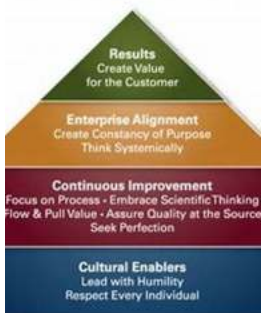 Results
Create Value
for the Customer
Enterprise Alignment
Create Constancy of Purpose
Think Systemically
Continuous Improvement
Focus on Process • Embrace Scientific Thinking
Flow & Pull Value • Assure Quality at the Source
Seek Perfection
Cultural Enablers
Lead with Humility
Respect Every Individual